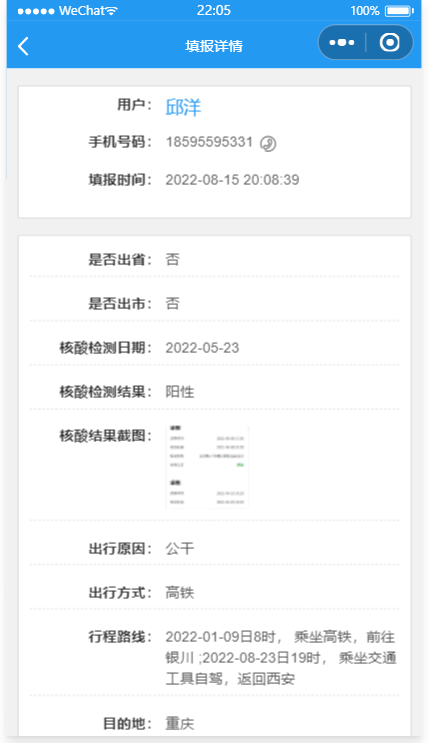 WeChat 22:05 100%
填报详情
用户： 邱洋
手机号码： 18595595331
填报时间： 2022-08-15 20:08:39
是否出省： 否
是否出市： 否
核酸检测日期： 2022-05-23
核酸检测结果： 阳性
核酸结果截图：
出行原因： 公干
出行方式： 高铁
行程路线： 2022-01-09日8时， 乘坐高铁，前往
银川 ;2022-08-23日19时， 乘坐交通
工具自驾，返回西安
目的地： 重庆